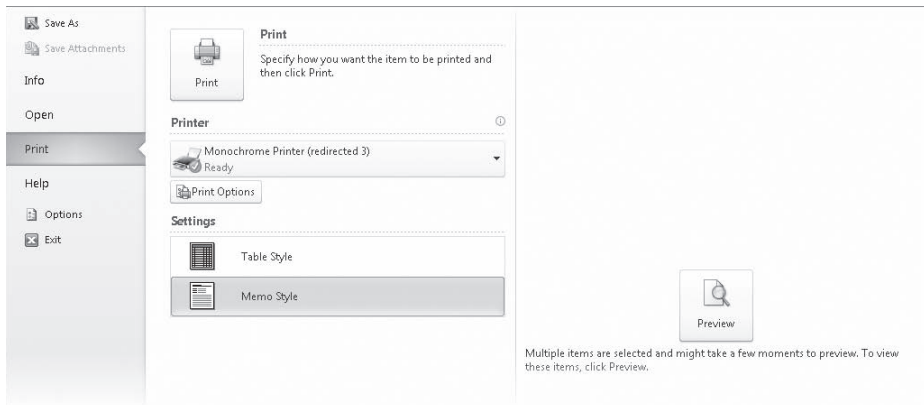 Save As
Save Attachments
Info
Open
Print
Help
Options
Exit
Print
Print
Specify how you want the item to be printed and
then click Print.
Printer
Monochrome Printer (redirected 3)
Ready
Print Options
Settings
Table Style
Memo Style
Preview
Multiple items are selected and might take a few moments to preview. To view
these items, click Preview.